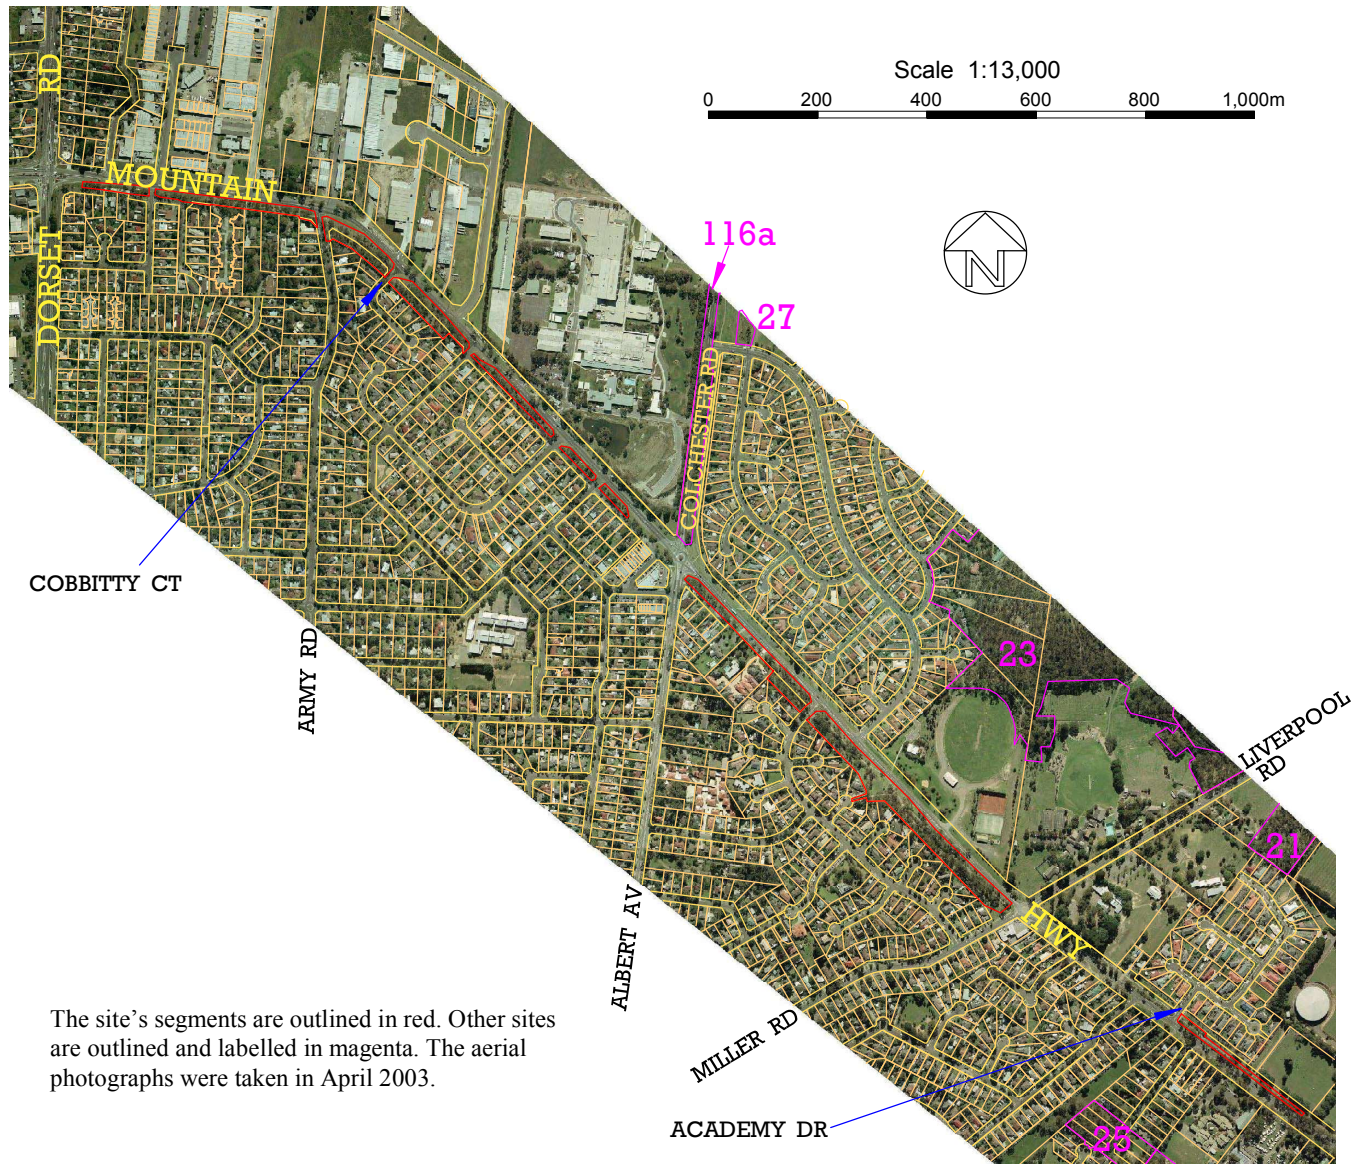 Scale 1:13,000
0 200 400 600 800 1,000m
RD
MOUNTAIN
DORSET
116a
27
COLCHESTER RD
N
COBBITTY CT
ARMY RD
23
LIVERPOOL
RD
21
ALBERT AV
HWY
MILLER RD
The site's segments are outlined in red. Other sites
are outlined and labelled in magenta. The aerial
photographs were taken in April 2003.
ACADEMY DR
25